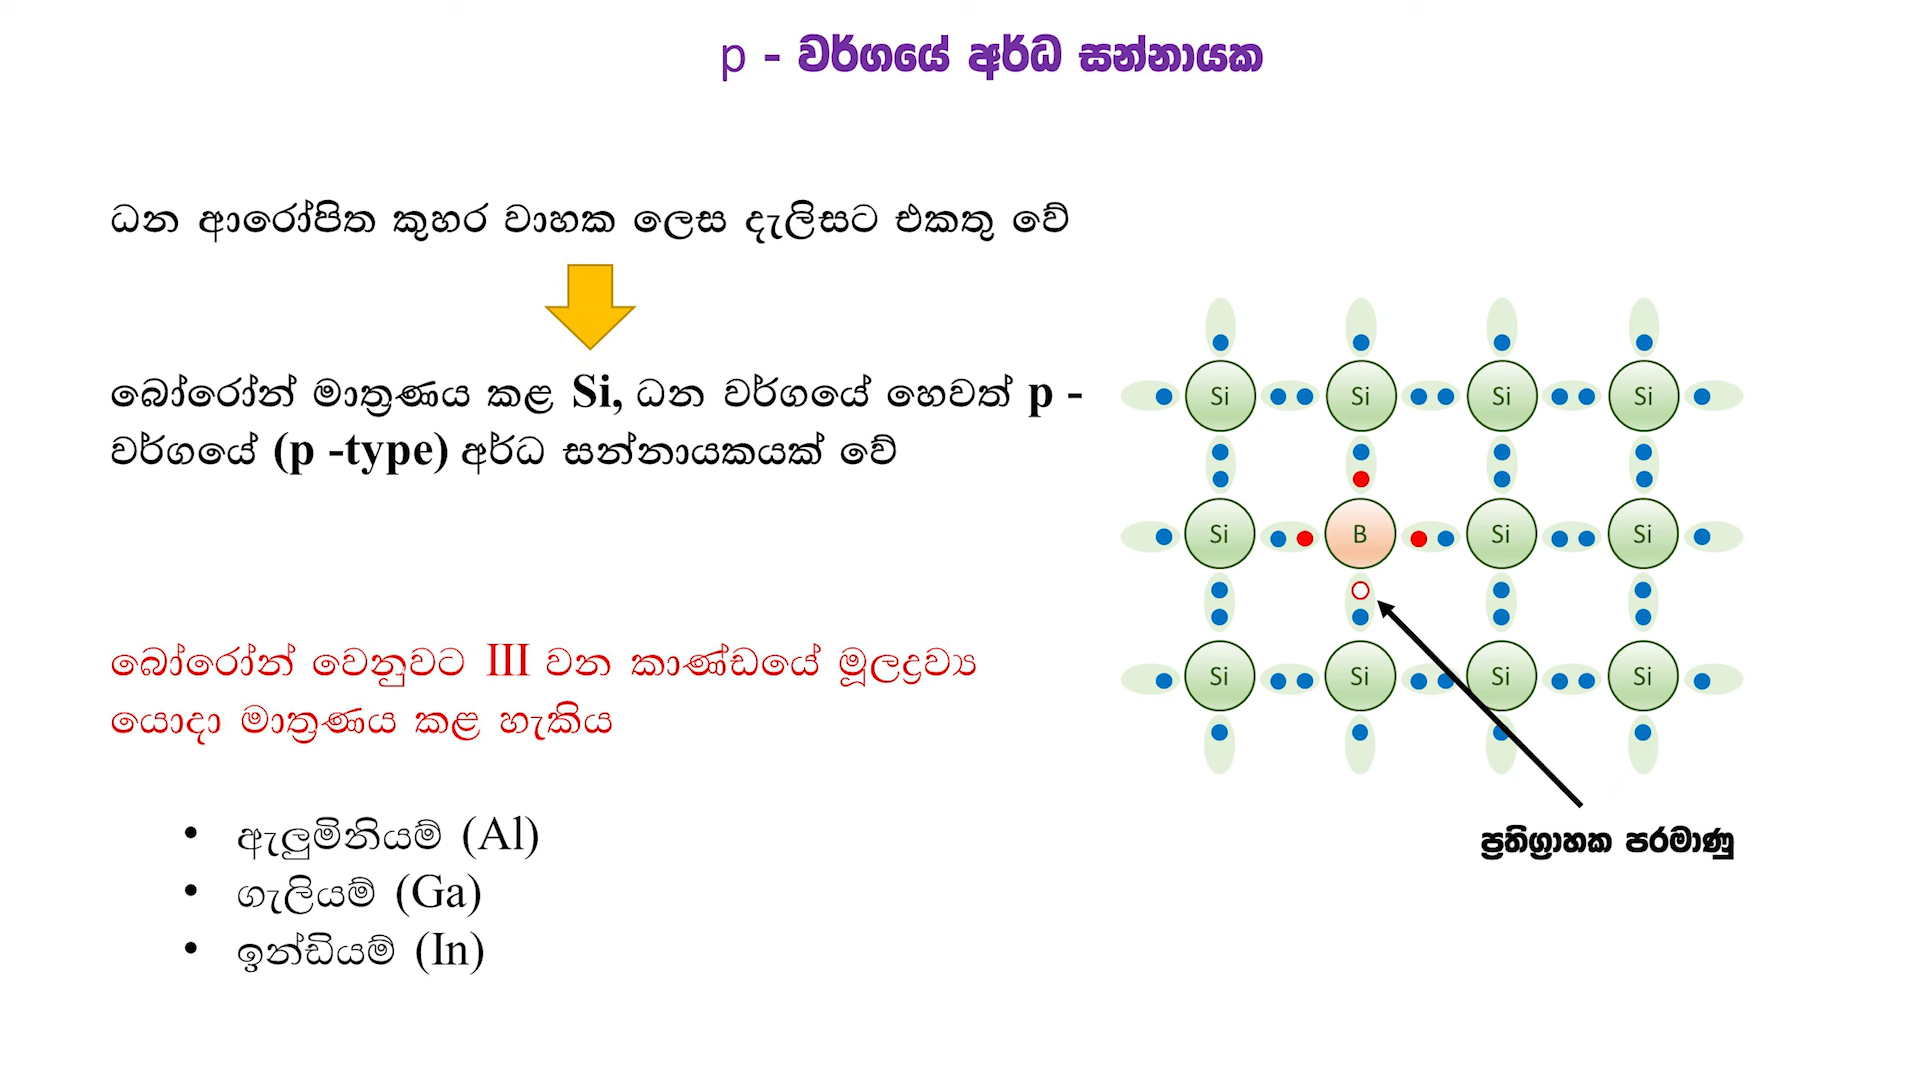 p - වර්ගයේ අර්ධ සන්නායක
ධන ආරෝපිත කුහර වාහක ලෙස දැලිසට එකතු වේ
බෝරෝන් මාත්‍රණය කළ Si, ධන වර්ගයේ හෙවත් p -
වර්ගයේ (p -type) අර්ධ සන්නායකයක් වේ
බෝරෝන් වෙනුවට III වන කාණ්ඩයේ මූලද්‍රව්‍ය
යොදා මාත්‍රණය කළ හැකිය
• ඇලුමිනියම් (Al)
• ගැලියම් (Ga)
• ඉන්ඩියම් (In)
Si Si Si Si
Si B Si Si
Si Si Si Si
ප්‍රතිග්‍රාහක පරමාණු